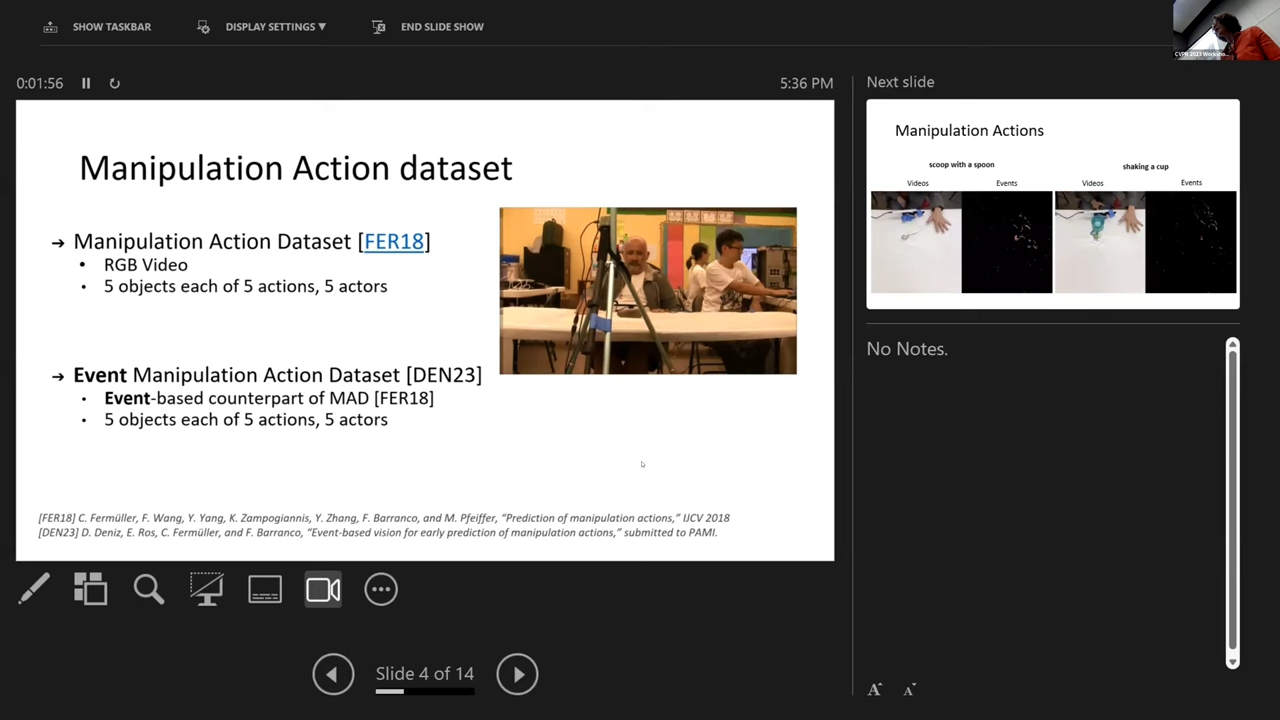 SHOW TASKBAR
DISPLAY SETTINGS ▼
END SLIDE SHOW
CVPR 2023 Worksho...
0:01:56
5:36 PM
Manipulation Action dataset
➔ Manipulation Action Dataset [FER18]
• RGB Video
• 5 objects each of 5 actions, 5 actors
➔ Event Manipulation Action Dataset [DEN23]
• Event-based counterpart of MAD [FER18]
• 5 objects each of 5 actions, 5 actors
[FER18] C. Fermüller, F. Wang, Y. Yang, K. Zampogiannis, Y. Zhang, F. Barranco, and M. Pfeiffer, “Prediction of manipulation actions,” IJCV 2018
[DEN23] D. Deniz, E. Ros, C. Fermüller, and F. Barranco, “Event-based vision for early prediction of manipulation actions,” submitted to PAMI.
Slide 4 of 14
Next slide
Manipulation Actions
scoop with a spoon
shaking a cup
Videos Events Videos Events
No Notes.
A A